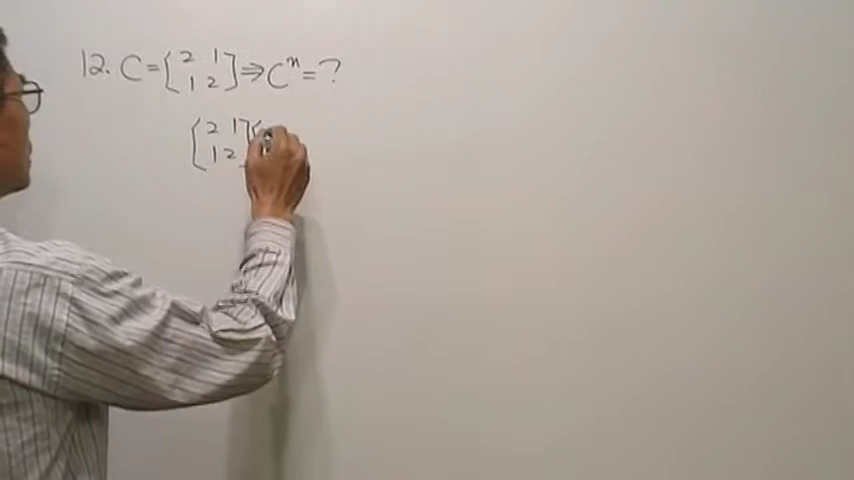 12. C = [2 1 ⇒ Cⁿ = ?
1 2]
[2 1] [
1 2